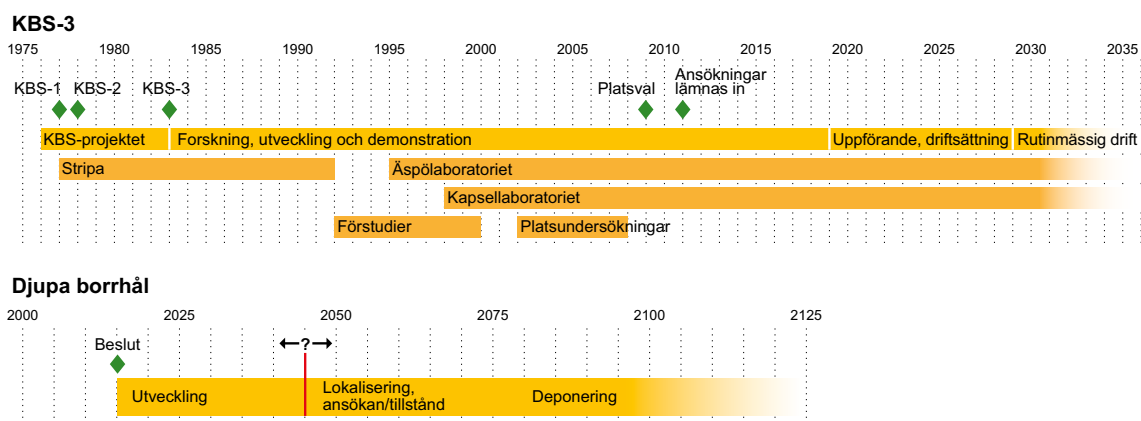 KBS-3
1975 1980 1985 1990 1995 2000 2005 2010 2015 2020 2025 2030 2035
KBS-1 KBS-2 KBS-3 Platsval Ansökningar
lämnas in
KBS-projektet Forskning, utveckling och demonstration Uppförande, driftsättning Rutinmässig drift
Stripa Äspölaboratoriet
Kapsellaboratoriet
Förstudier Platsundersökningar
Djupa borrhål
2000 2025 2050 2075 2100 2125
Beslut ?
Utveckling Lokalisering, Deponering
ansökan/tillstånd